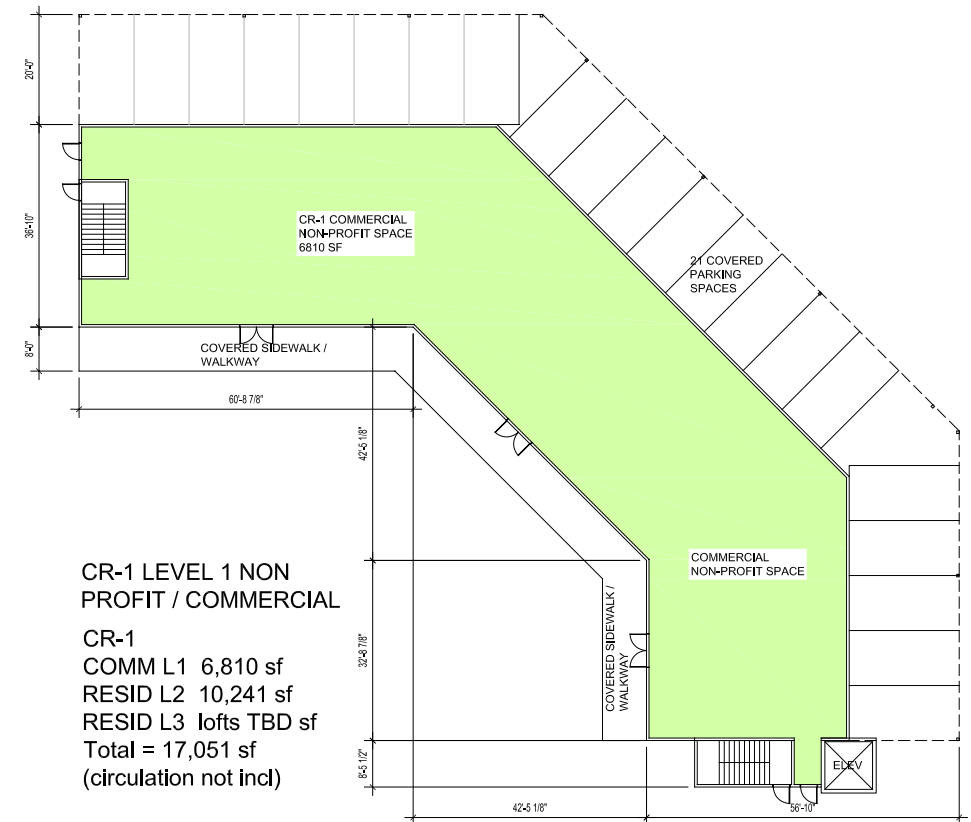 20'-0"
36'-10"
8'-0"
CR-1 COMMERCIAL
NON-PROFIT SPACE
6810 SF
21 COVERED
PARKING
SPACES
COVERED SIDEWALK /
WALKWAY
60'-8 7/8"
42'-5 1/8"
COMMERCIAL
NON-PROFIT SPACE
CR-1 LEVEL 1 NON
PROFIT / COMMERCIAL
CR-1
COMM L1 6,810 sf
RESID L2 10,241 sf
RESID L3 lofts TBD sf
Total = 17,051 sf
(circulation not incl)
32'-8 7/8"
COVERED SIDEWALK /
WALKWAY
8'-5 1/2"
ELEV
42'-5 1/8"
56'-10"